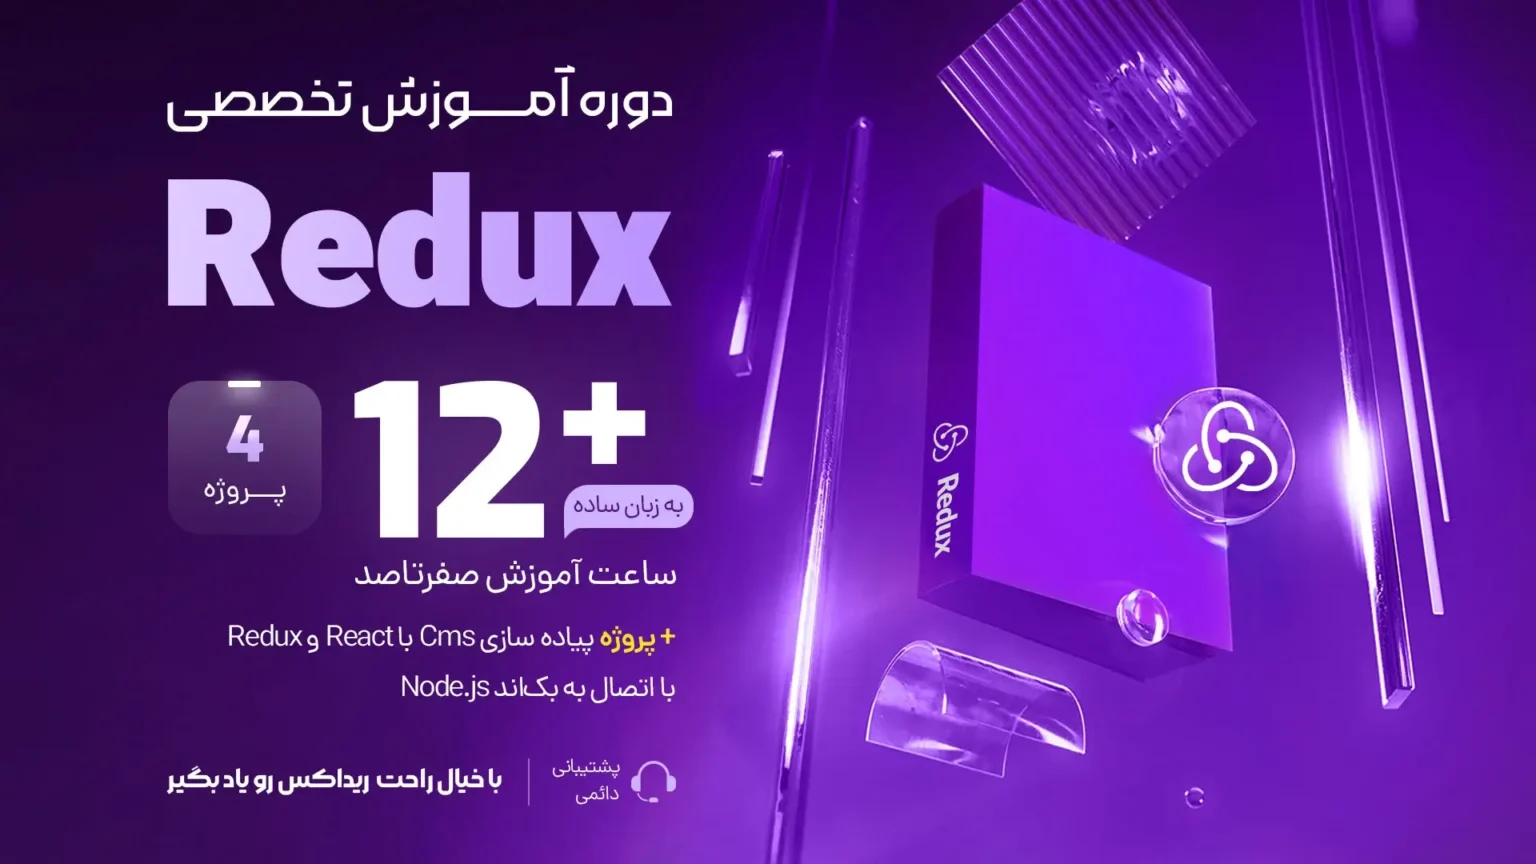 دوره آموزش تخصصی
Redux
12+
به زبان ساده
4
پروژه
ساعت آموزش صفرتاصد
+ پروژه پیاده سازی Cms با React و Redux
با اتصال به بک‌اند Node.js
پشتیبانی
دائمی
با خیال راحت ریداکس رو یاد بگیر
Redux